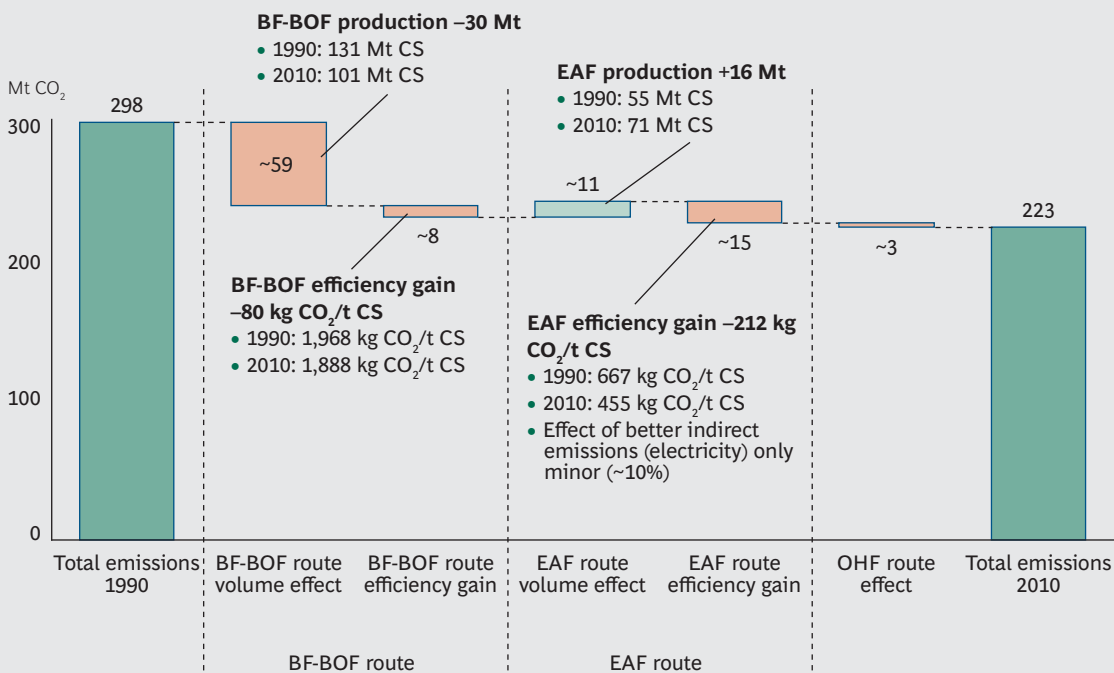 BF-BOF production –30 Mt
• 1990: 131 Mt CS
• 2010: 101 Mt CS
EAF production +16 Mt
• 1990: 55 Mt CS
• 2010: 71 Mt CS
Mt CO₂
298
300
~59
~11
~8
~15
~3
223
200
BF-BOF efficiency gain
–80 kg CO₂/t CS
• 1990: 1,968 kg CO₂/t CS
• 2010: 1,888 kg CO₂/t CS
EAF efficiency gain –212 kg
CO₂/t CS
• 1990: 667 kg CO₂/t CS
• 2010: 455 kg CO₂/t CS
• Effect of better indirect
emissions (electricity) only
minor (~10%)
100
0
Total emissions
1990
BF-BOF route
volume effect
BF-BOF route
efficiency gain
EAF route
volume effect
EAF route
efficiency gain
OHF route
effect
Total emissions
2010
BF-BOF route
EAF route